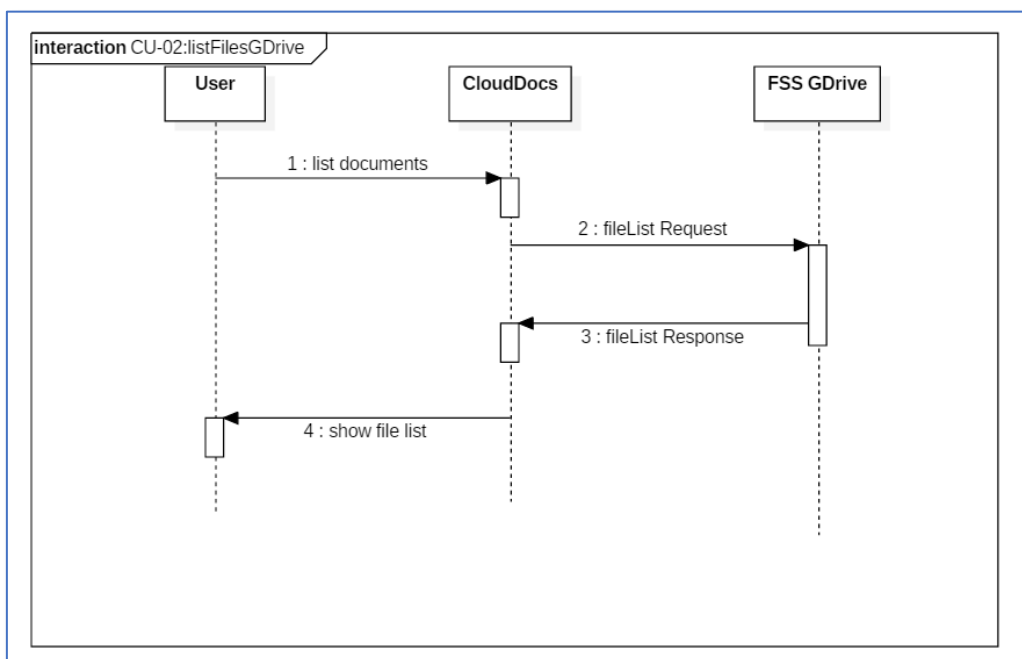 interaction CU-02:listFilesGDrive
User
CloudDocs
FSS GDrive
1 : list documents
2 : fileList Request
3 : fileList Response
4 : show file list